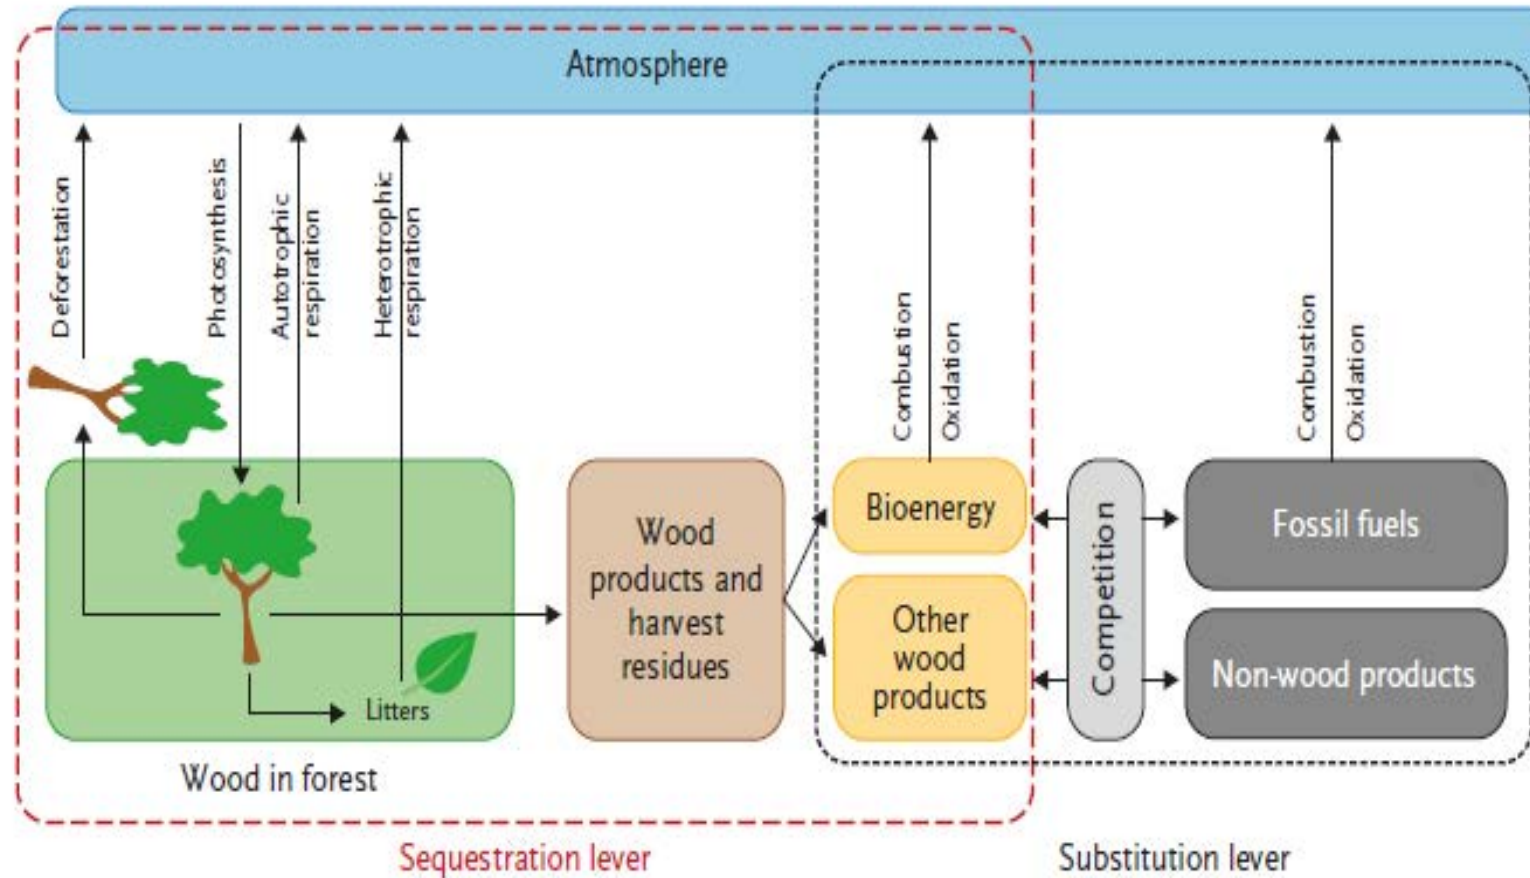 Atmosphere
Deforestation
Photosynthesis
Autotrophic
respiration
Heterotrophic
respiration
Combustion
Oxidation
Combustion
Oxidation
Wood
products and
harvest
residues
Bioenergy
Other
wood
products
Competition
Fossil fuels
Non-wood products
Litters
Wood in forest
Sequestration lever
Substitution lever